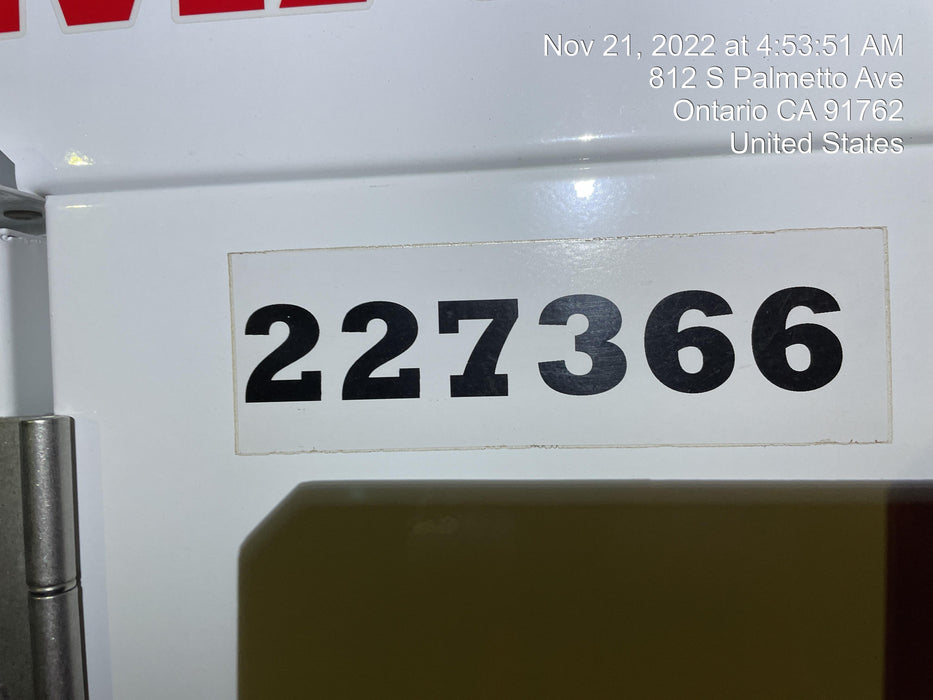 Nov 21, 2022 at 4:53:51 AM
812 S Palmetto Ave
Ontario CA 91762
United States
227366